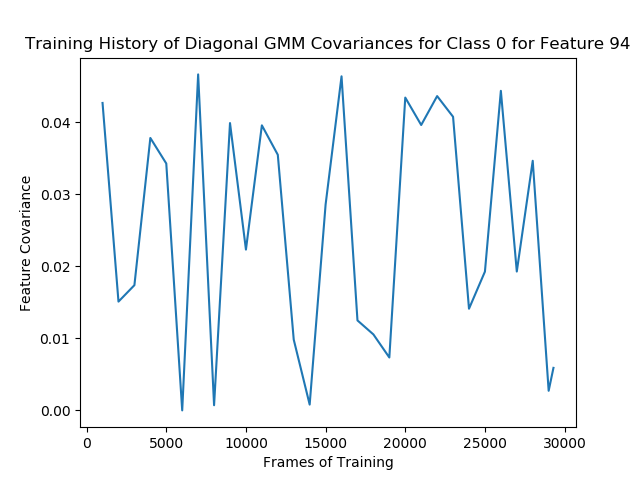 Training History of Diagonal GMM Covariances for Class 0 for Feature 94
0.04
0.03
0.02
0.01
0.00
Feature Covariance
0 5000 10000 15000 20000 25000 30000
Frames of Training